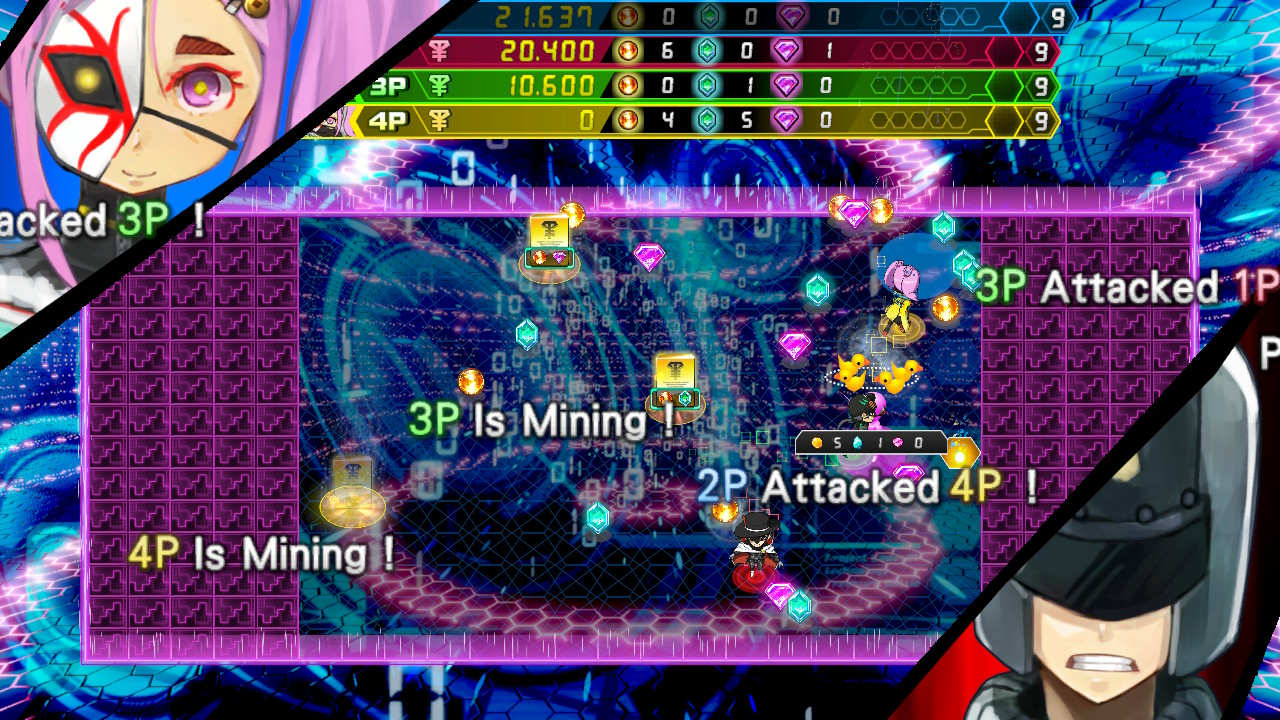 21.637 0 0 0 9
20.400 6 0 1 9
3P 10.600 0 1 0 9
4P 0 4 5 0 9
acked 3P !
3P Attacked 1P
3P Is Mining !
5 1 0
2P Attacked 4P !
4P Is Mining !